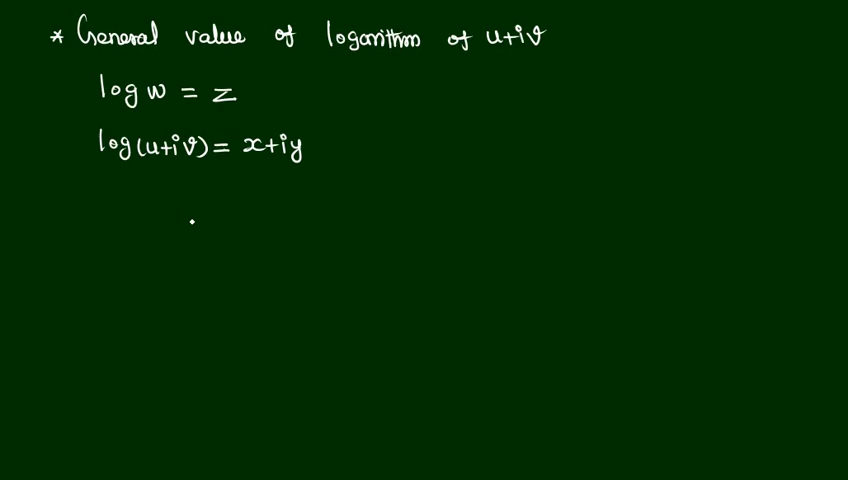 * General value of logarithm of u+iv
log w = z
log(u+iv) = x+iy